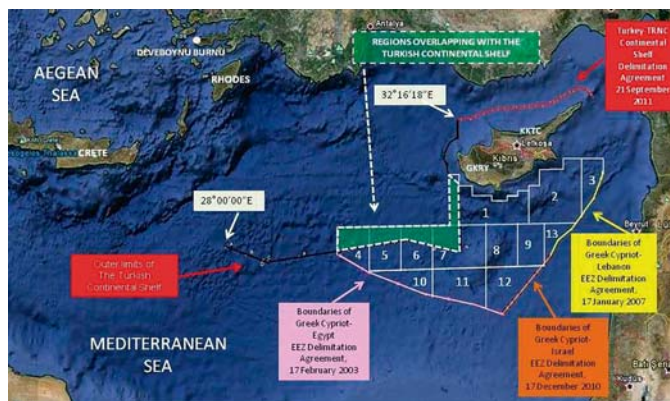 Antalya
REGIONS OVERLAPPING WITH THE
TURKISH CONTINENTAL SHELF
Turkey TRNC
Continental
Shelf
Delimitation
Agreement
21 September
2011
DEVEBOYNU BURNU
AEGEAN
SEA
RHODES
32°16'18"E
CRETE
KKTC
Lefkoşa
Kıbrıs
GKRY
28°00'00"E
3
2
1
Beyrut
13
4
5
6
7
8
9
10
11
12
Outer limits of
The Turkish
Continental Shelf
Boundaries of
Greek Cypriot-
Lebanon
EEZ Delimitation
Agreement,
17 January 2007
Boundaries of
Greek Cypriot-
Egypt
EEZ Delimitation
Agreement,
17 February 2003
Boundaries of
Greek Cypriot-
Israel
EEZ Delimitation
Agreement,
17 December 2010
MEDITERRANEAN
SEA
Batı Şeria
Kudüs